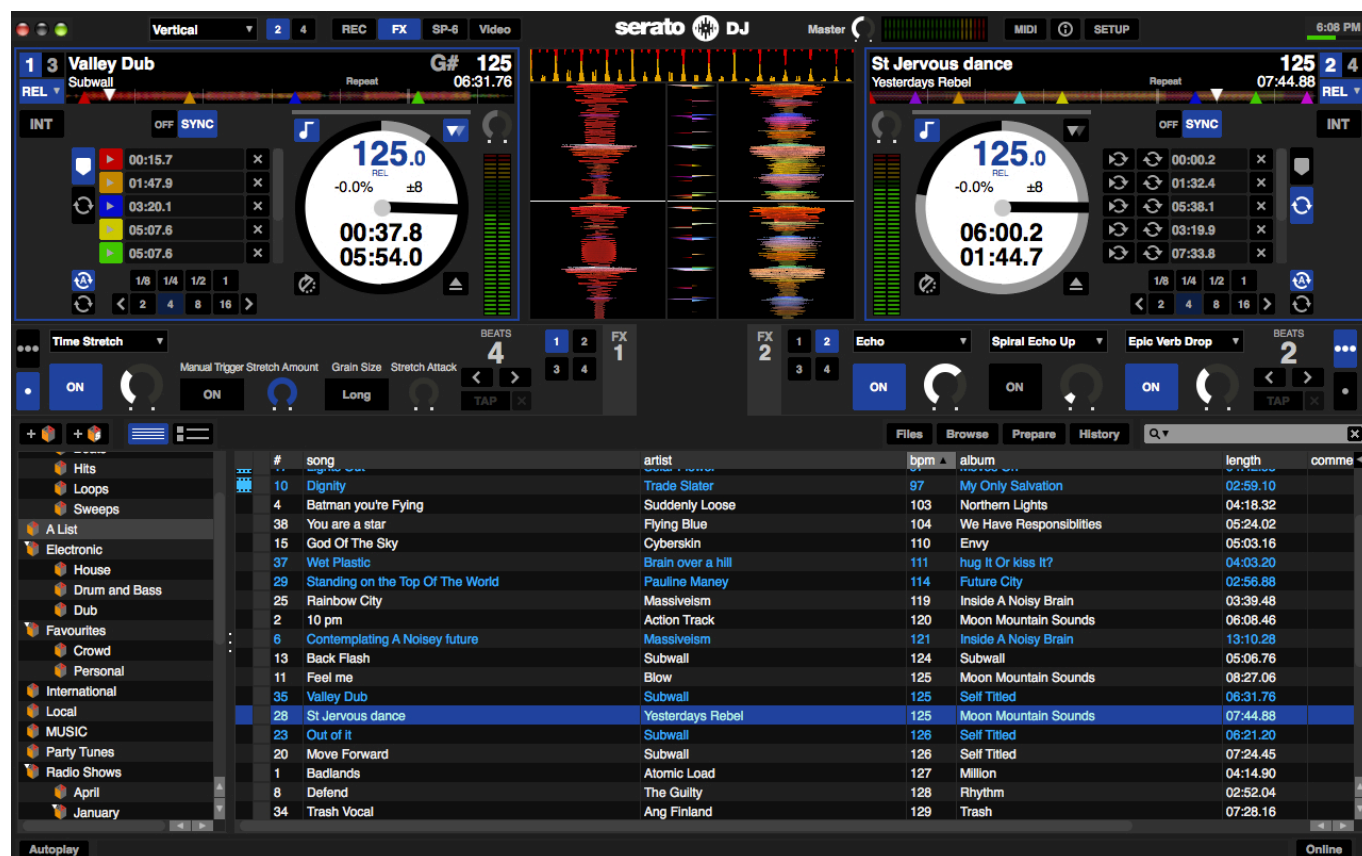 Vertical 2 4 REC FX SP-6 Video serato DJ Master MIDI SETUP 6:08 PM
1 3 Valley Dub G# 125
Subwall Repeat 06:31.76
REL
INT OFF SYNC
125.0
REL
-0.0% ±8
00:37.8
05:54.0
00:15.7
01:47.9
03:20.1
05:07.6
05:07.6
1/8 1/4 1/2 1
2 4 8 16
St Jervous dance 125 2 4
Yesterdays Rebel Repeat 07:44.88 REL
OFF SYNC INT
125.0
REL
-0.0% ±8
06:00.2
01:44.7
00:00.2
01:32.4
05:38.1
03:19.9
07:33.8
1/8 1/4 1/2 1
2 4 8 16
Time Stretch BEATS 4 1 2 3 4 FX 1
ON Manual Trigger Stretch Amount Grain Size Stretch Attack
ON Long TAP
FX 2 1 2 3 4 Echo Spiral Echo Up Epic Verb Drop BEATS 2
ON ON ON TAP
Files Browse Prepare History
Hits
Loops
Sweeps
A List
Electronic
House
Drum and Bass
Dub
Favourites
Crowd
Personal
International
Local
MUSIC
Party Tunes
Radio Shows
April
January
# song artist bpm album length comme
10 Dignity Trade Slater 97 My Only Salvation 02:59.10
4 Batman you're Fying Suddenly Loose 103 Northern Lights 04:18.32
38 You are a star Flying Blue 104 We Have Responsiblities 05:24.02
15 God Of The Sky Cyberskin 110 Envy 05:03.16
37 Wet Plastic Brain over a hill 111 hug It Or kiss It? 04:03.20
29 Standing on the Top Of The World Pauline Maney 114 Future City 02:56.88
25 Rainbow City Massiveism 119 Inside A Noisy Brain 03:39.48
2 10 pm Action Track 120 Moon Mountain Sounds 06:08.46
6 Contemplating A Noisey future Massiveism 121 Inside A Noisy Brain 13:10.28
13 Back Flash Subwall 124 Subwall 05:06.76
11 Feel me Blow 125 Moon Mountain Sounds 08:27.06
35 Valley Dub Subwall 125 Self Titled 06:31.76
28 St Jervous dance Yesterdays Rebel 125 Moon Mountain Sounds 07:44.88
23 Out of it Subwall 126 Self Titled 06:21.20
20 Move Forward Subwall 126 Self Titled 07:24.45
1 Badlands Atomic Load 127 Million 04:14.90
8 Defend The Guilty 128 Rhythm 02:52.04
34 Trash Vocal Ang Finland 129 Trash 07:28.16
Autoplay Online